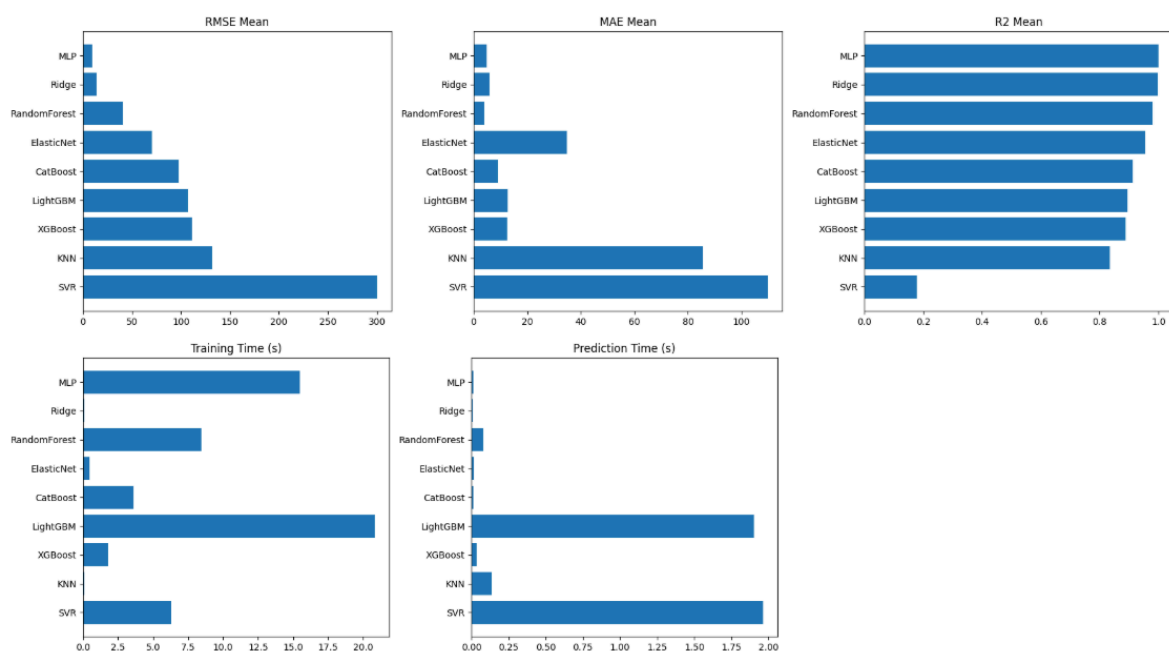 RMSE Mean
MLP
Ridge
RandomForest
ElasticNet
CatBoost
LightGBM
XGBoost
KNN
SVR
0 50 100 150 200 250 300
MAE Mean
MLP
Ridge
RandomForest
ElasticNet
CatBoost
LightGBM
XGBoost
KNN
SVR
0 20 40 60 80 100
R2 Mean
MLP
Ridge
RandomForest
ElasticNet
CatBoost
LightGBM
XGBoost
KNN
SVR
0.0 0.2 0.4 0.6 0.8 1.0
Training Time (s)
MLP
Ridge
RandomForest
ElasticNet
CatBoost
LightGBM
XGBoost
KNN
SVR
0.0 2.5 5.0 7.5 10.0 12.5 15.0 17.5 20.0
Prediction Time (s)
MLP
Ridge
RandomForest
ElasticNet
CatBoost
LightGBM
XGBoost
KNN
SVR
0.00 0.25 0.50 0.75 1.00 1.25 1.50 1.75 2.00